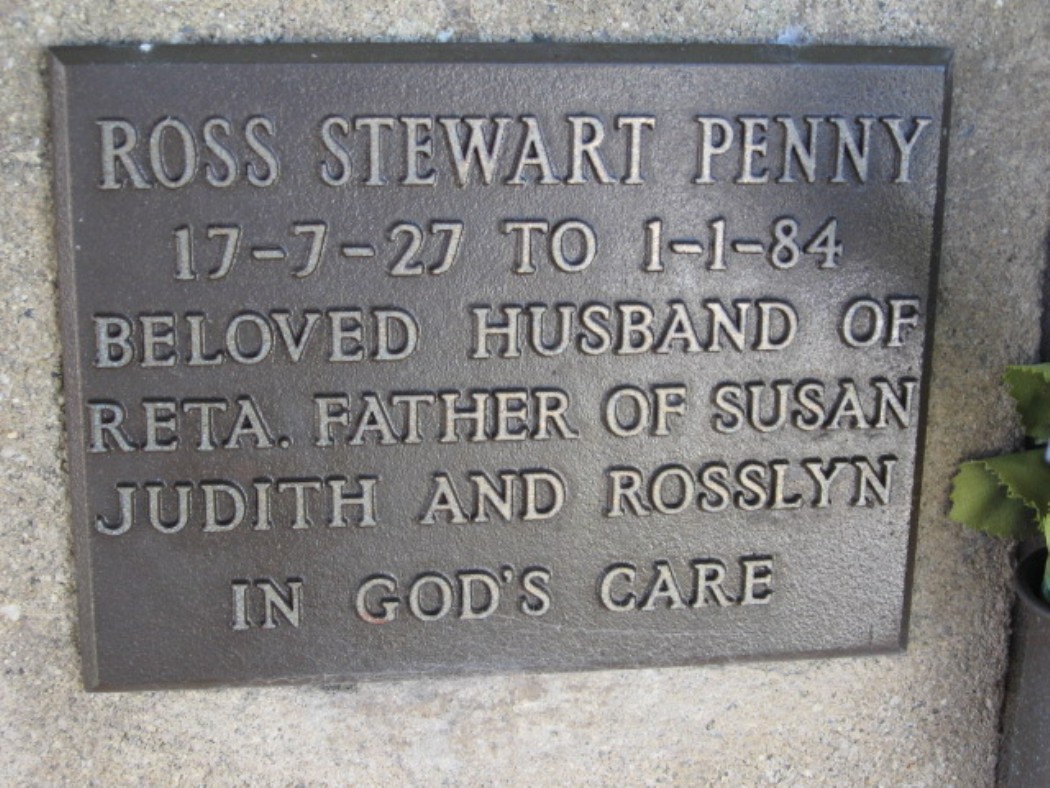 ROSS STEWART PENNY
17-7-27 TO 1-1-84
BELOVED HUSBAND OF
RETA. FATHER OF SUSAN
JUDITH AND ROSSLYN
IN GOD'S CARE